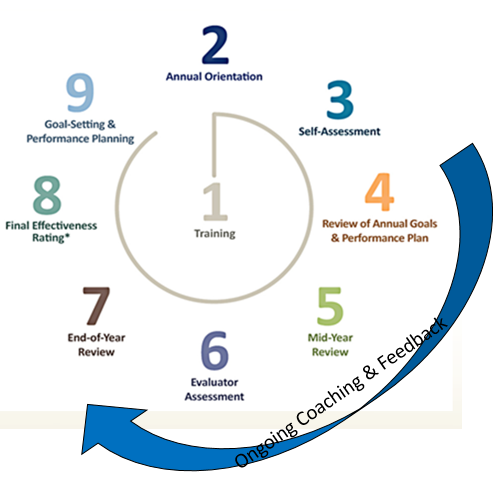 1
Training
2
Annual Orientation
3
Self-Assessment
4
Review of Annual Goals
& Performance Plan
5
Mid-Year
Review
6
Evaluator
Assessment
7
End-of-Year
Review
8
Final Effectiveness
Rating*
9
Goal-Setting &
Performance Planning
Ongoing Coaching & Feedback